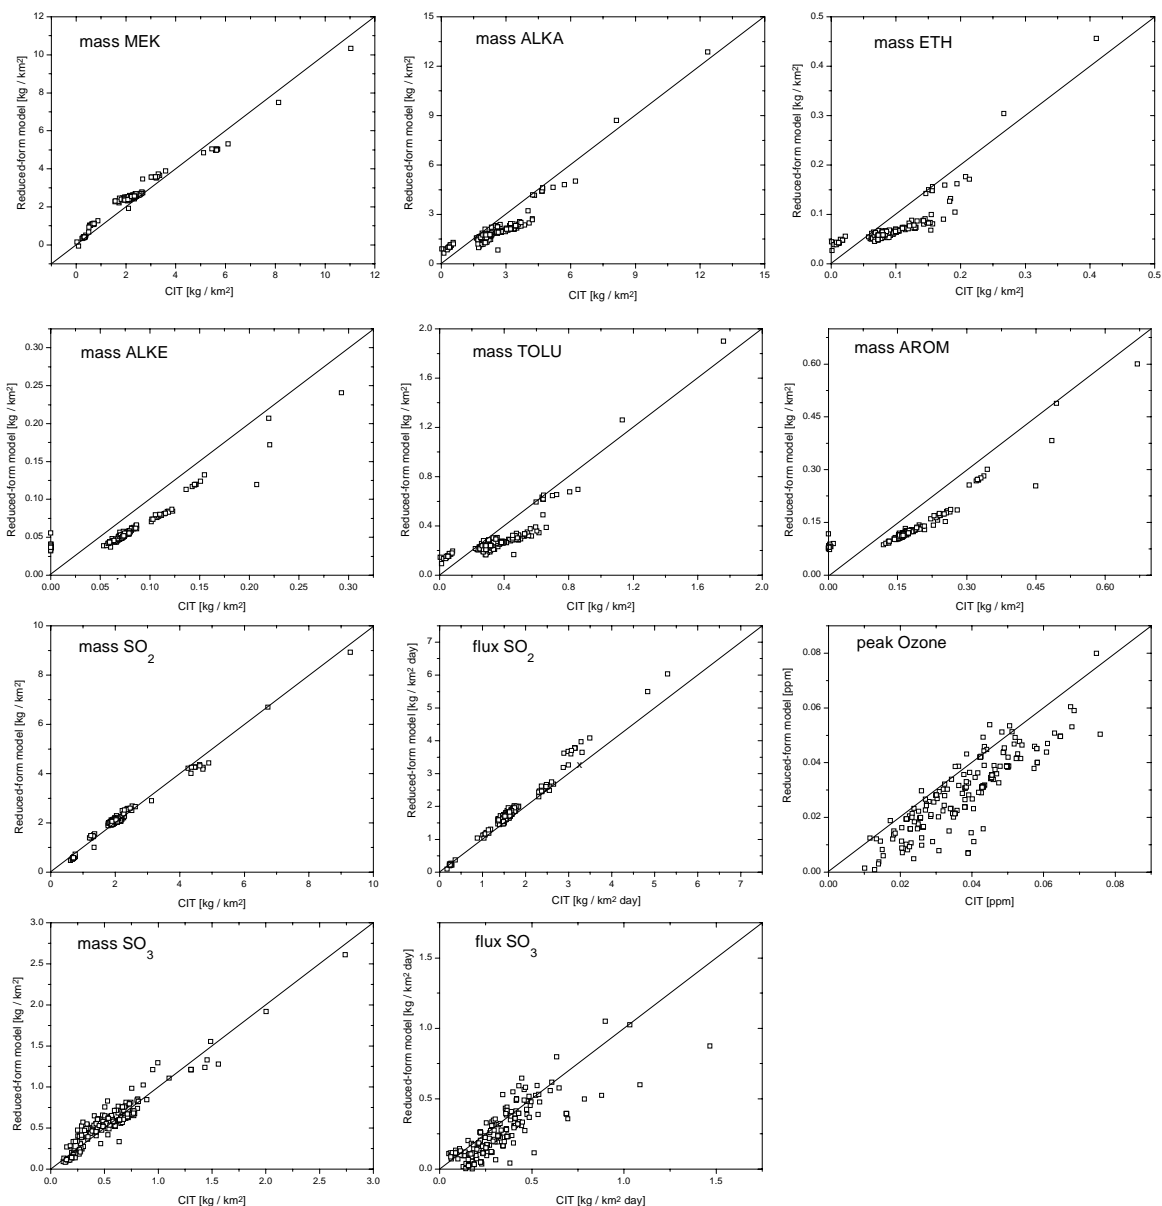 mass MEK
Reduced-form model [kg / km²]
12
10
8
6
4
2
0
0 2 4 6 8 10 12
CIT [kg / km²]
mass ALKA
Reduced-form model [kg / km²]
15
12
9
6
3
0
0 3 6 9 12 15
CIT [kg / km²]
mass ETH
Reduced-form model [kg / km²]
0.5
0.4
0.3
0.2
0.1
0.0
0.0 0.1 0.2 0.3 0.4 0.5
CIT [kg / km²]
mass ALKE
Reduced-form model [kg / km²]
0.30
0.25
0.20
0.15
0.10
0.05
0.00
0.00 0.05 0.10 0.15 0.20 0.25 0.30
CIT [kg / km²]
mass TOLU
Reduced-form model [kg / km²]
2.0
1.6
1.2
0.8
0.4
0.0
0.0 0.4 0.8 1.2 1.6 2.0
CIT [kg / km²]
mass AROM
Reduced-form model [kg / km²]
0.60
0.45
0.30
0.15
0.00
0.00 0.15 0.30 0.45 0.60
CIT [kg / km²]
mass SO₂
Reduced-form model [kg / km²]
10
8
6
4
2
0
0 2 4 6 8 10
CIT [kg / km²]
flux SO₂
Reduced-form model [kg / km² day]
7
6
5
4
3
2
1
0
0 1 2 3 4 5 6 7
CIT [kg / km² day]
peak Ozone
Reduced-form model [ppm]
0.08
0.06
0.04
0.02
0.00
0.00 0.02 0.04 0.06 0.08
CIT [ppm]
mass SO₃
Reduced-form model [kg / km²]
3.0
2.5
2.0
1.5
1.0
0.5
0.0
0.0 0.5 1.0 1.5 2.0 2.5 3.0
CIT [kg / km²]
flux SO₃
Reduced-form model [kg / km² day]
1.5
1.0
0.5
0.0
0.0 0.5 1.0 1.5
CIT [kg / km² day]